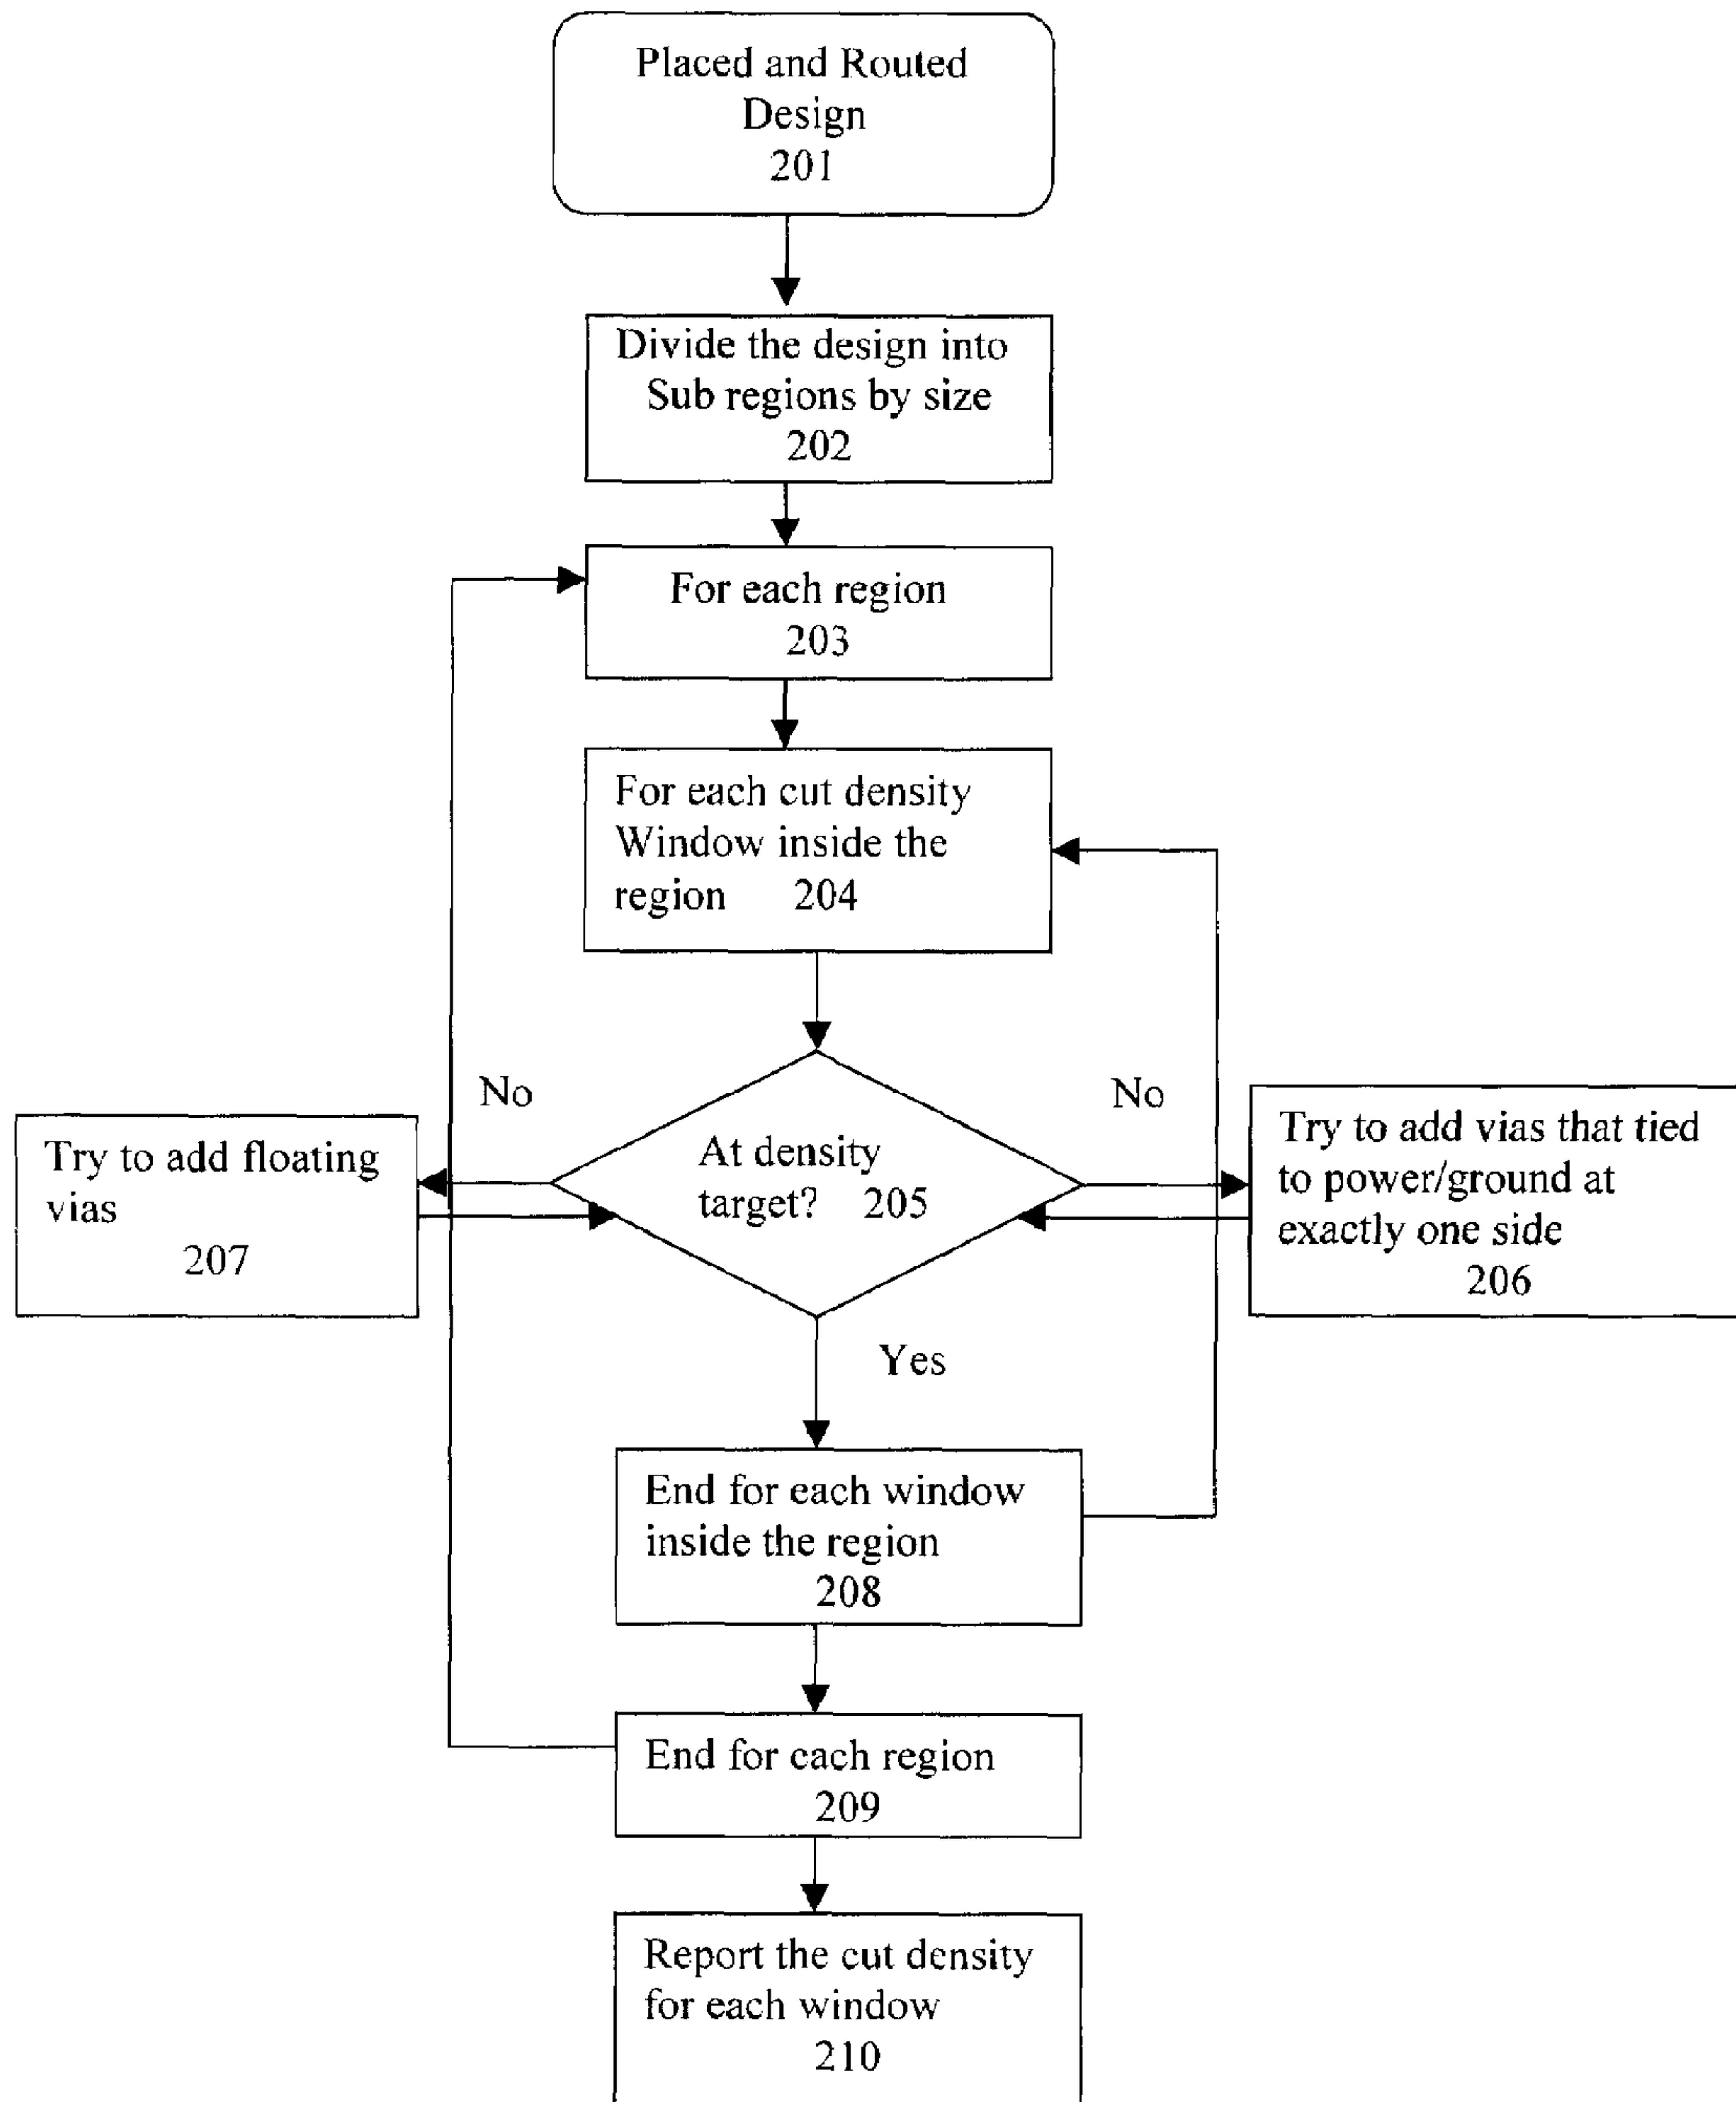 Placed and Routed
Design
201
Divide the design into
Sub regions by size
202
For each region
203
For each cut density
Window inside the
region 204
No
No
At density
target? 205
Try to add floating
vias
207
Try to add vias that tied
to power/ground at
exactly one side
206
Yes
End for each window
inside the region
208
End for each region
209
Report the cut density
for each window
210